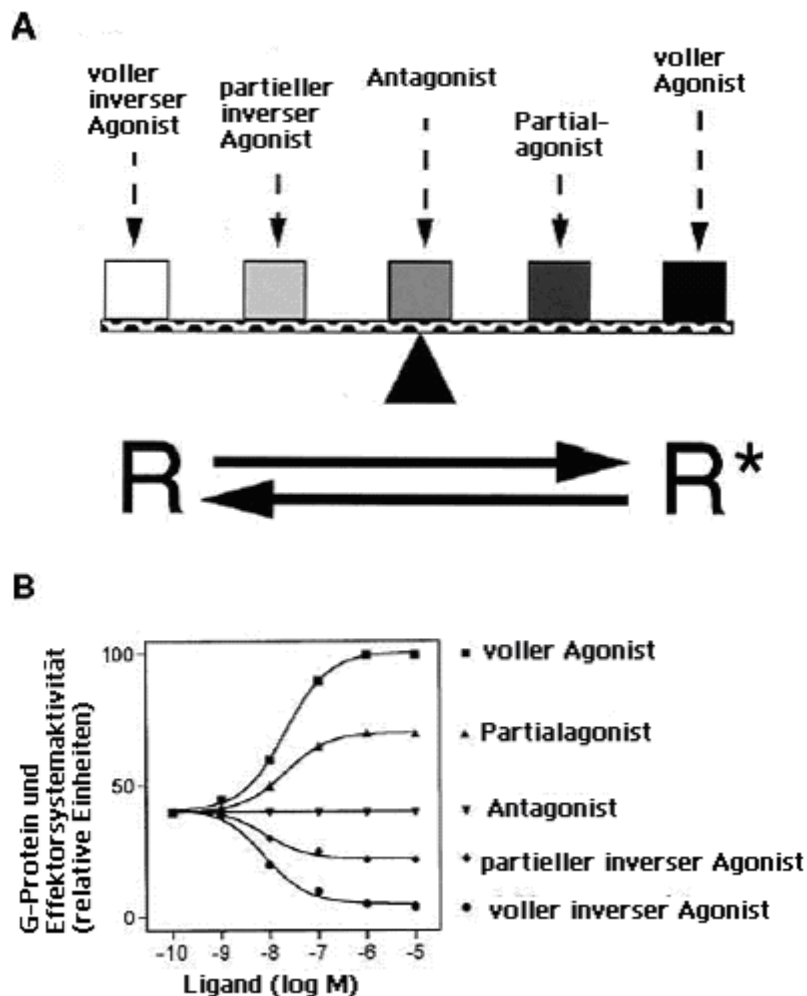 A
voller
inverser
Agonist
partieller
inverser
Agonist
Antagonist
Partial-
agonist
voller
Agonist
R
R*
B
G-Protein und
Effektorsystemaktivität
(relative Einheiten)
100
50
0
-10 -9 -8 -7 -6 -5
Ligand (log M)
voller Agonist
Partialagonist
Antagonist
partieller inverser Agonist
voller inverser Agonist